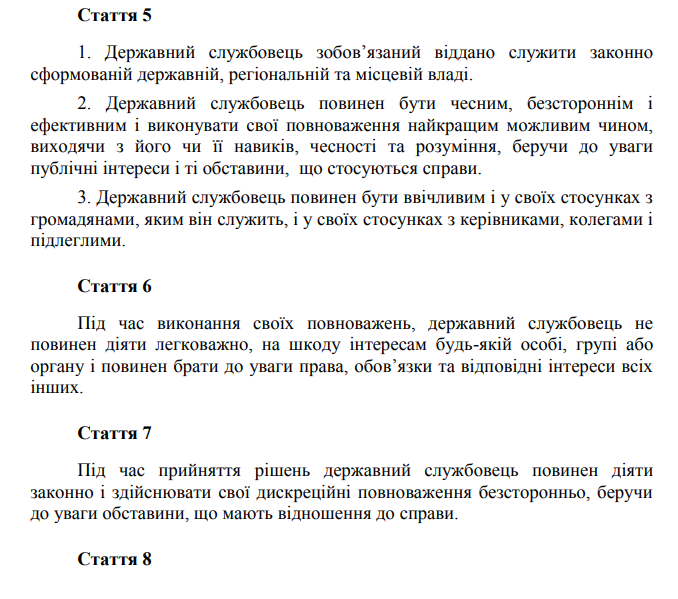 Стаття 5
1. Державний службовець зобов’язаний віддано служити законно
сформованій державній, регіональній та місцевій владі.
2. Державний службовець повинен бути чесним, безстороннім і
ефективним і виконувати свої повноваження найкращим можливим чином,
виходячи з його чи її навиків, чесності та розуміння, беручи до уваги
публічні інтереси і ті обставини, що стосуються справи.
3. Державний службовець повинен бути ввічливим і у своїх стосунках з
громадянами, яким він служить, і у своїх стосунках з керівниками, колегами і
підлеглими.
Стаття 6
Під час виконання своїх повноважень, державний службовець не
повинен діяти легковажно, на шкоду інтересам будь-якій особі, групі або
органу і повинен брати до уваги права, обов’язки та відповідні інтереси всіх
інших.
Стаття 7
Під час прийняття рішень державний службовець повинен діяти
законно і здійснювати свої дискреційні повноваження безсторонньо, беручи
до уваги обставини, що мають відношення до справи.
Стаття 8